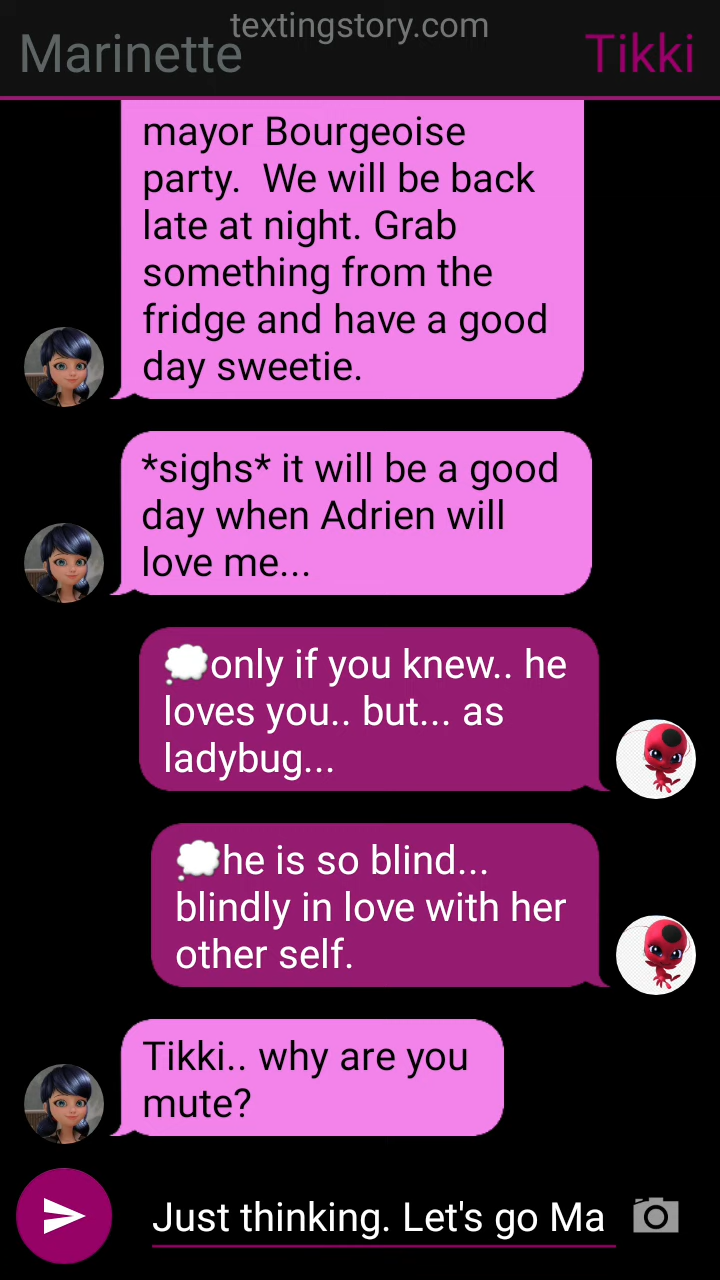 textingstory.com
Marinette
Tikki
mayor Bourgeoise
party.  We will be back
late at night. Grab
something from the
fridge and have a good
day sweetie.
*sighs* it will be a good
day when Adrien will
love me...
💭only if you knew.. he
loves you.. but... as
ladybug...
💭he is so blind...
blindly in love with her
other self.
Tikki.. why are you
mute?
Just thinking. Let's go Ma